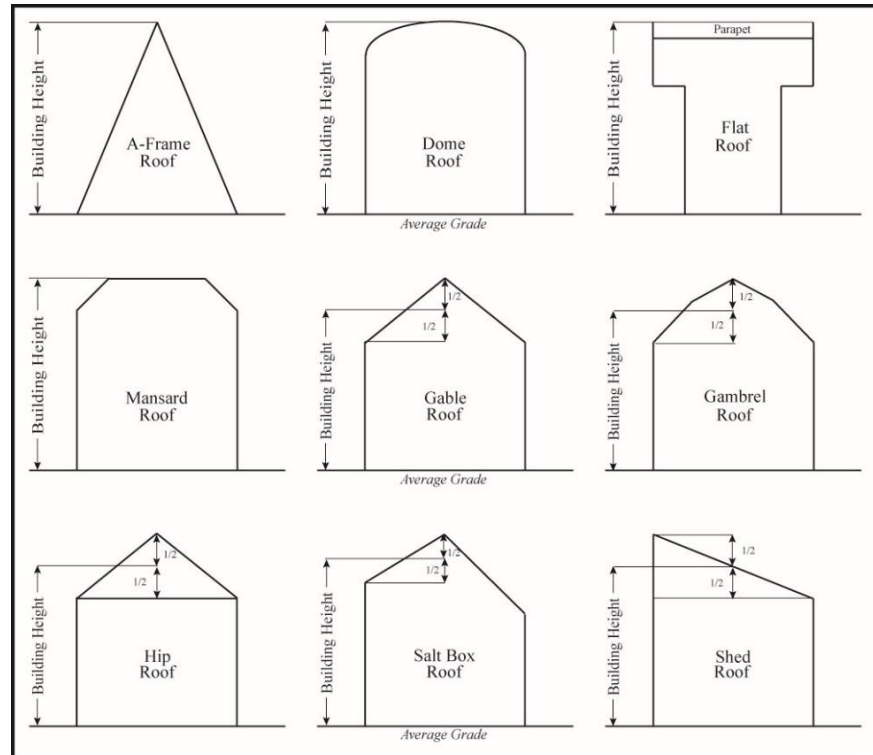 Building Height
A-Frame
Roof
Building Height
Dome
Roof
Average Grade
Building Height
Parapet
Flat
Roof
Building Height
Mansard
Roof
Building Height
1/2
1/2
Gable
Roof
Average Grade
Building Height
1/2
1/2
Gambrel
Roof
Building Height
1/2
1/2
Hip
Roof
Building Height
1/2
1/2
Salt Box
Roof
Average Grade
Building Height
1/2
1/2
Shed
Roof